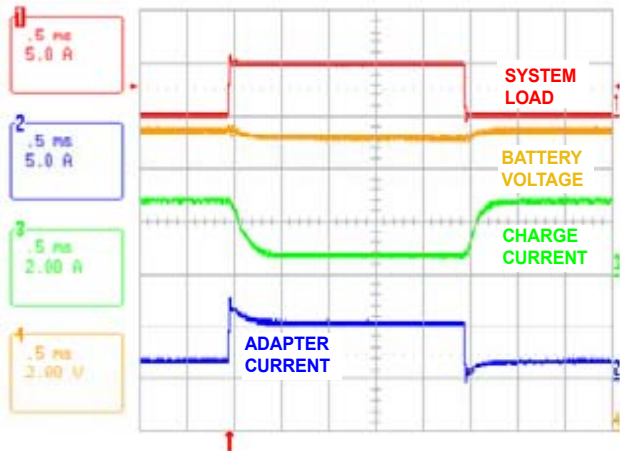 1
.5 ms
5.0 A
2
.5 ms
5.0 A
3
.5 ms
2.00 A
4
.5 ms
2.00 V
SYSTEM
LOAD
BATTERY
VOLTAGE
CHARGE
CURRENT
ADAPTER
CURRENT